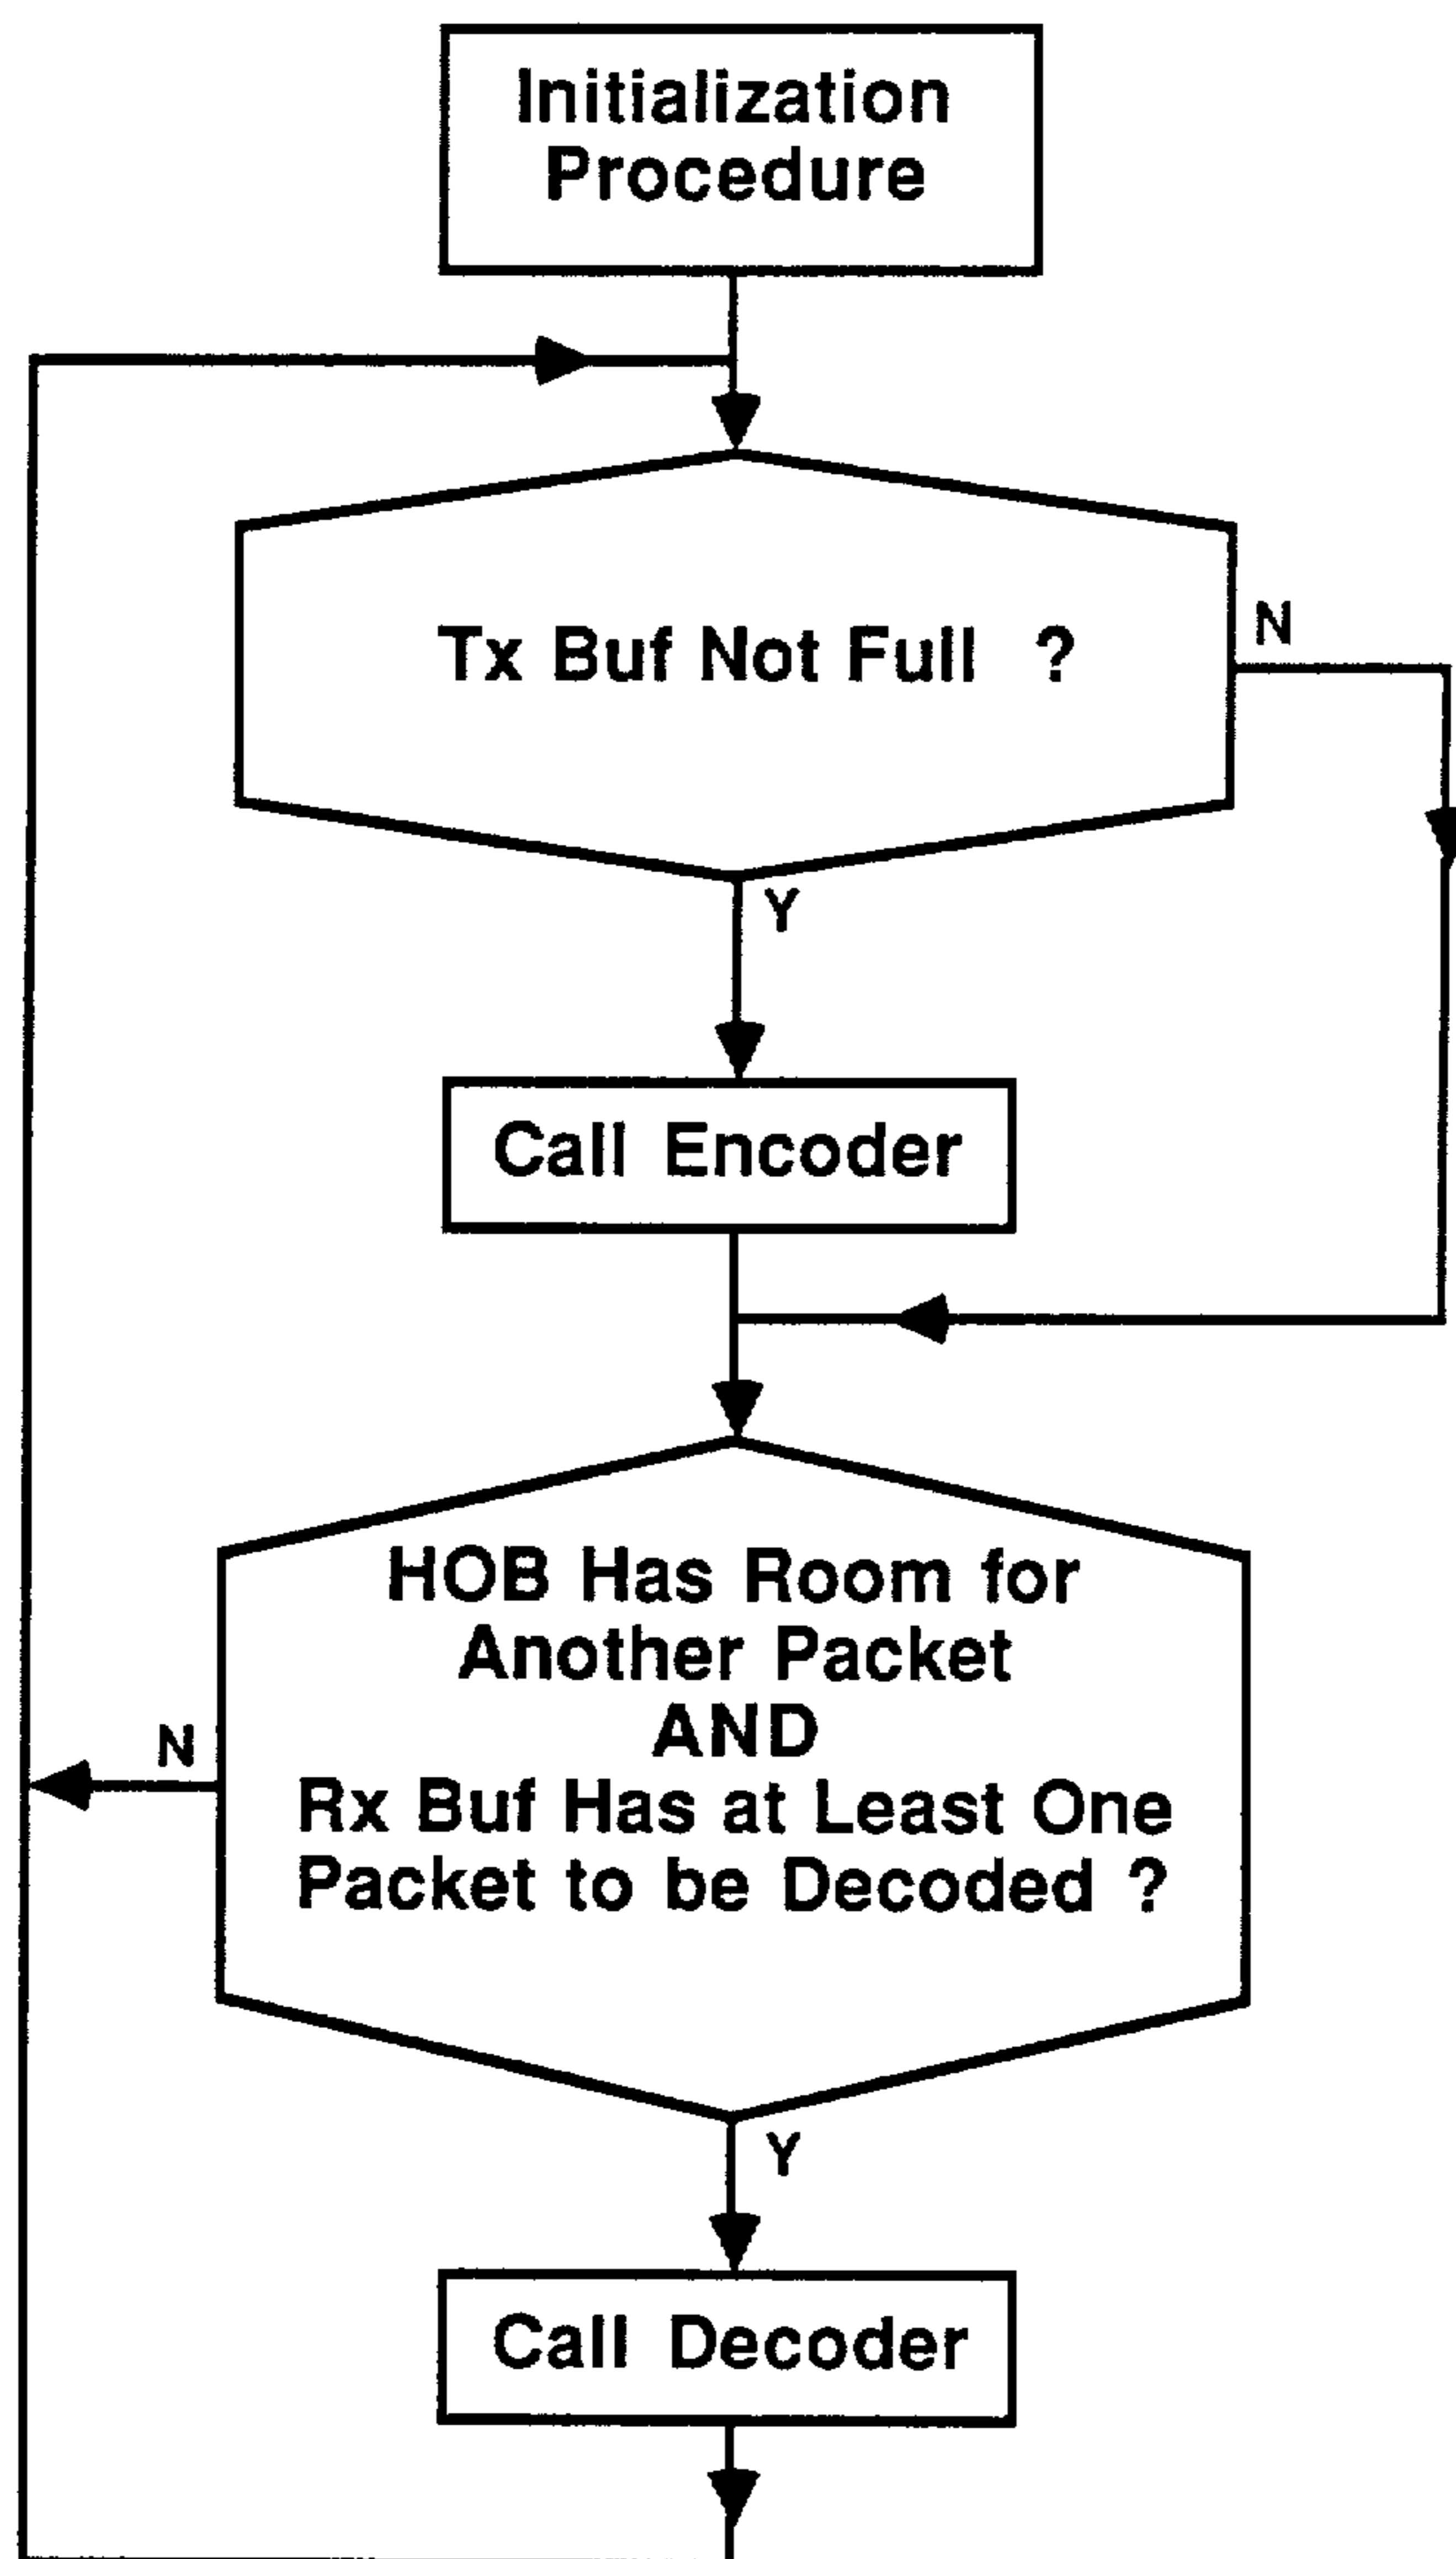 Initialization
Procedure
Tx Buf Not Full ?
N
Y
Call Encoder
HOB Has Room for
Another Packet
AND
Rx Buf Has at Least One
Packet to be Decoded ?
N
Y
Call Decoder